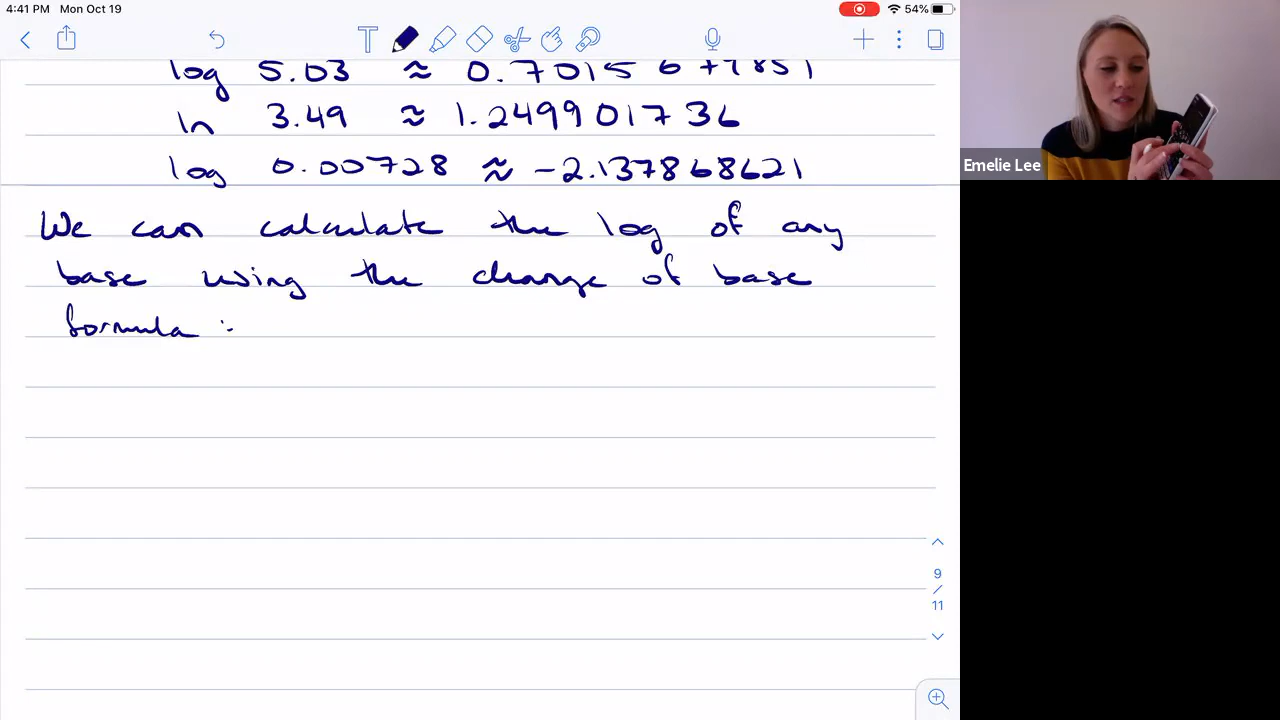 4:41 PM Mon Oct 19
54%
T
log 5.03 ≈ 0.7015
ln 3.49 ≈ 1.249901736
log 0.00728 ≈ -2.137868621
We can calculate the log of any
base using the change of base
formula :
Emelie Lee
9
/
11